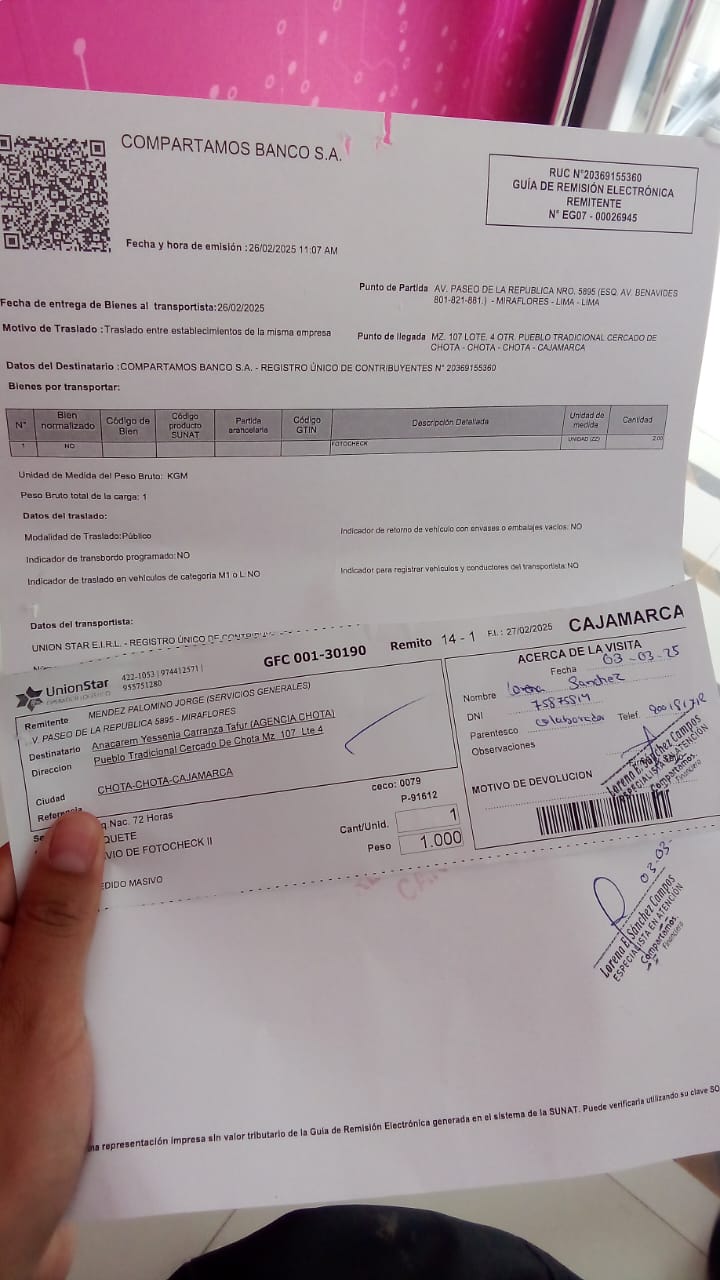 COMPARTAMOS BANCO S.A.
RUC N°20369155360
GUÍA DE REMISIÓN ELECTRÓNICA
REMITENTE
N° EG07 - 00026945
Fecha y hora de emisión :26/02/2025 11:07 AM
Fecha de entrega de Bienes al transportista:26/02/2025
Punto de Partida AV. PASEO DE LA REPUBLICA NRO. 5895 (ESQ. AV. BENAVIDES
801-821-881.) - MIRAFLORES - LIMA - LIMA
Motivo de Traslado :Traslado entre establecimientos de la misma empresa
Punto de llegada MZ. 107 LOTE. 4 OTR. PUEBLO TRADICIONAL CERCADO DE
CHOTA - CHOTA - CHOTA - CAJAMARCA
Datos del Destinatario :COMPARTAMOS BANCO S.A. - REGISTRO ÚNICO DE CONTRIBUYENTES N° 20369155360
Bienes por transportar:
N° Bien normalizado Código de Bien Código producto SUNAT Partida arancelaria Código GTIN Descripción Detallada Unidad de medida Cantidad
1 NO FOTOCHECK UNIDAD (ZZ) 2.00
Unidad de Medida del Peso Bruto: KGM
Peso Bruto total de la carga: 1
Datos del traslado:
Modalidad de Traslado:Público
Indicador de retorno de vehículo con envases o embalajes vacíos: NO
Indicador de transbordo programado:NO
Indicador de traslado en vehículos de categoria M1 o L:NO
Indicador para registrar vehículos y conductores del transportista:NO
Datos del transportista:
UNION STAR E.I.R.L. - REGISTRO ÚNICO DE
UnionStar
422-1053 | 974412571 |
955751280
GFC 001-30190
Remito 14 - 1 F.I.: 27/02/2025 CAJAMARCA
Remitente MENDEZ PALOMINO JORGE (SERVICIOS GENERALES)
V. PASEO DE LA REPUBLICA 5895 - MIRAFLORES
Destinatario Anacarem Yessenia Carranza Tafur (AGENCIA CHOTA)
Direccion Pueblo Tradicional Cercado De Chota Mz. 107 Lte 4
Ciudad CHOTA-CHOTA-CAJAMARCA
q Nac. 72 Horas
QUETE
VIO DE FOTOCHECK II
EDIDO MASIVO
ceco: 0079
P-91612
Cant/Unid. 1
Peso 1.000
ACERCA DE LA VISITA
Fecha 03-03-25
Nombre Lorena Sanchez
DNI 75875814
Parentesco colaborador Telef.
Observaciones
MOTIVO DE DEVOLUCION
Lorena E. Sánchez Campos
ESPECIALISTA EN ATENCIÓN
Compartamos
Financiera
03-03-
Lorena E. Sánchez Campos
ESPECIALISTA EN ATENCIÓN
Compartamos
Financiera
na representación impresa sin valor tributario de la Guia de Remisión Electrónica generada en el sistema de la SUNAT. Puede verificarla utilizando su clave SO